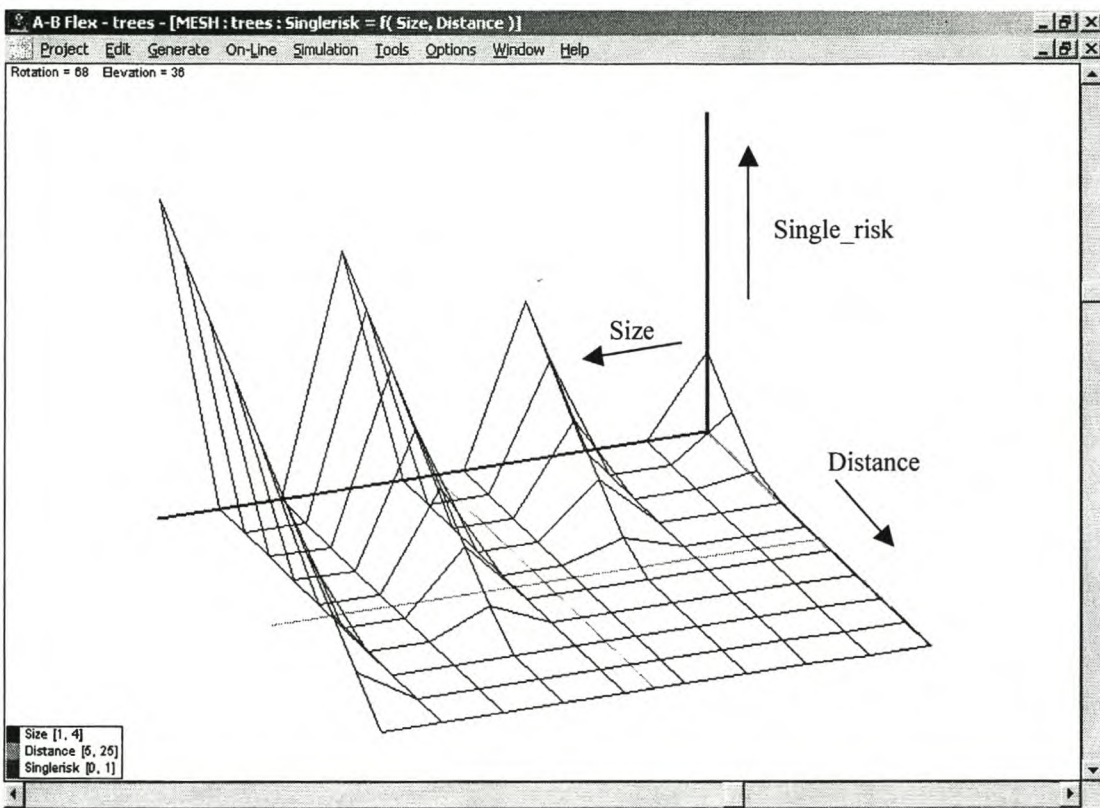 A-B Flex - trees - [MESH : trees : Singlerisk = f( Size, Distance )]
Project Edit Generate On-Line Simulation Tools Options Window Help
Rotation = 68 Elevation = 36
Single_risk
Size
Distance
Size [1, 4]
Distance [5, 25]
Singlerisk [0, 1]